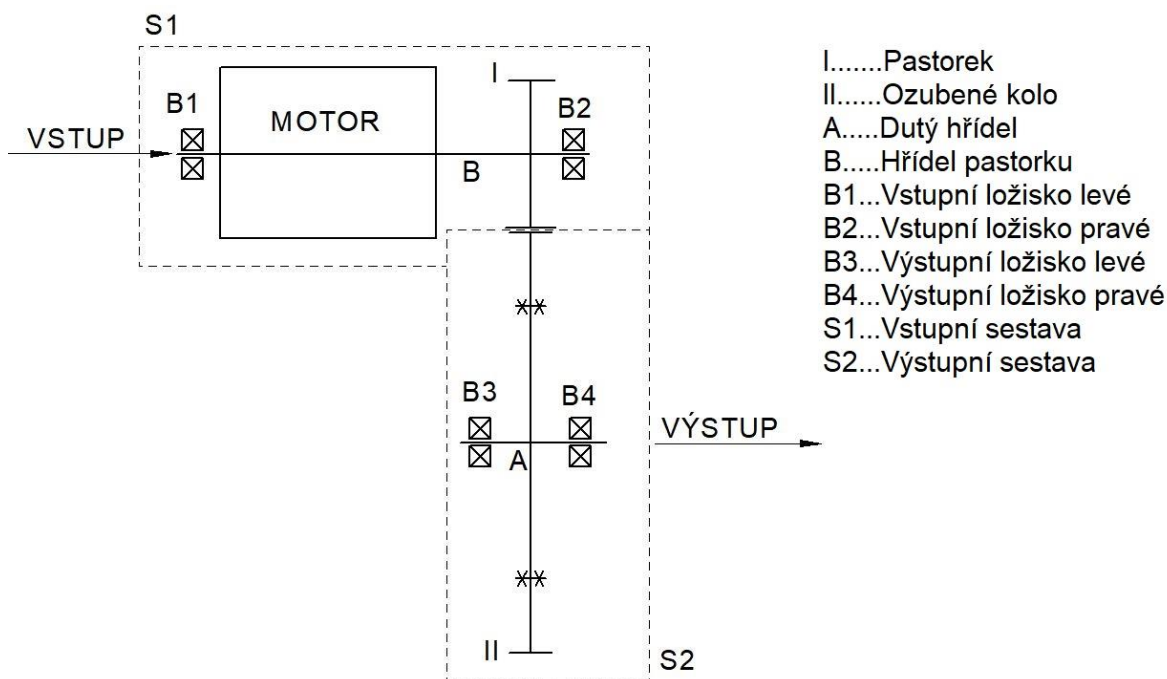 S1
B1
MOTOR
I
B2
VSTUP
B
B3
B4
A
VÝSTUP
II
S2
I.......Pastorek
II......Ozubené kolo
A.....Dutý hřídel
B.....Hřídel pastorku
B1...Vstupní ložisko levé
B2...Vstupní ložisko pravé
B3...Výstupní ložisko levé
B4...Výstupní ložisko pravé
S1...Vstupní sestava
S2...Výstupní sestava